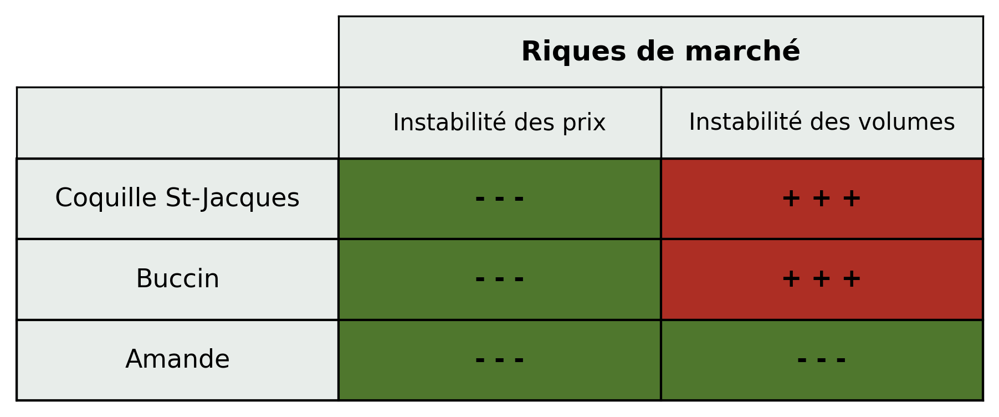 Riques de marché
Instabilité des prix
Instabilité des volumes
Coquille St-Jacques
- - -
+ + +
Buccin
- - -
+ + +
Amande
- - -
- - -